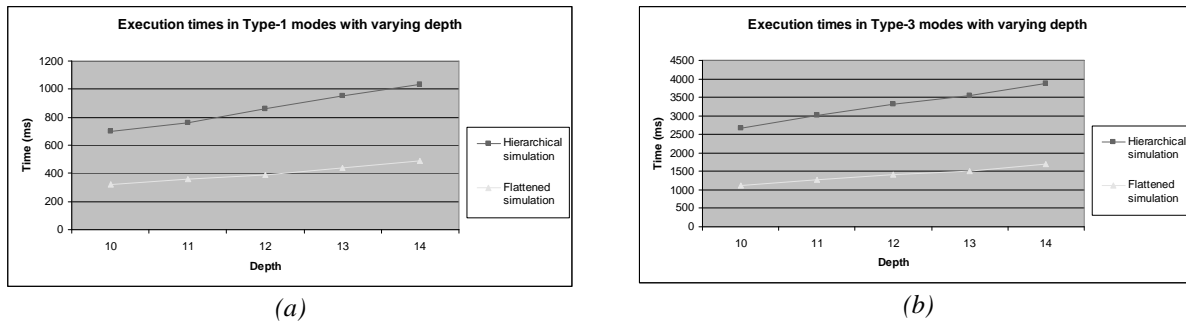 Execution times in Type-1 modes with varying depth
1200
1000
800
600
400
200
0
Time (ms)
10 11 12 13 14
Depth
Hierarchical
simulation
Flattened
simulation
(a)
Execution times in Type-3 modes with varying depth
4500
4000
3500
3000
2500
2000
1500
1000
500
0
Time (ms)
10 11 12 13 14
Depth
Hierarchical
simulation
Flattened
simulation
(b)